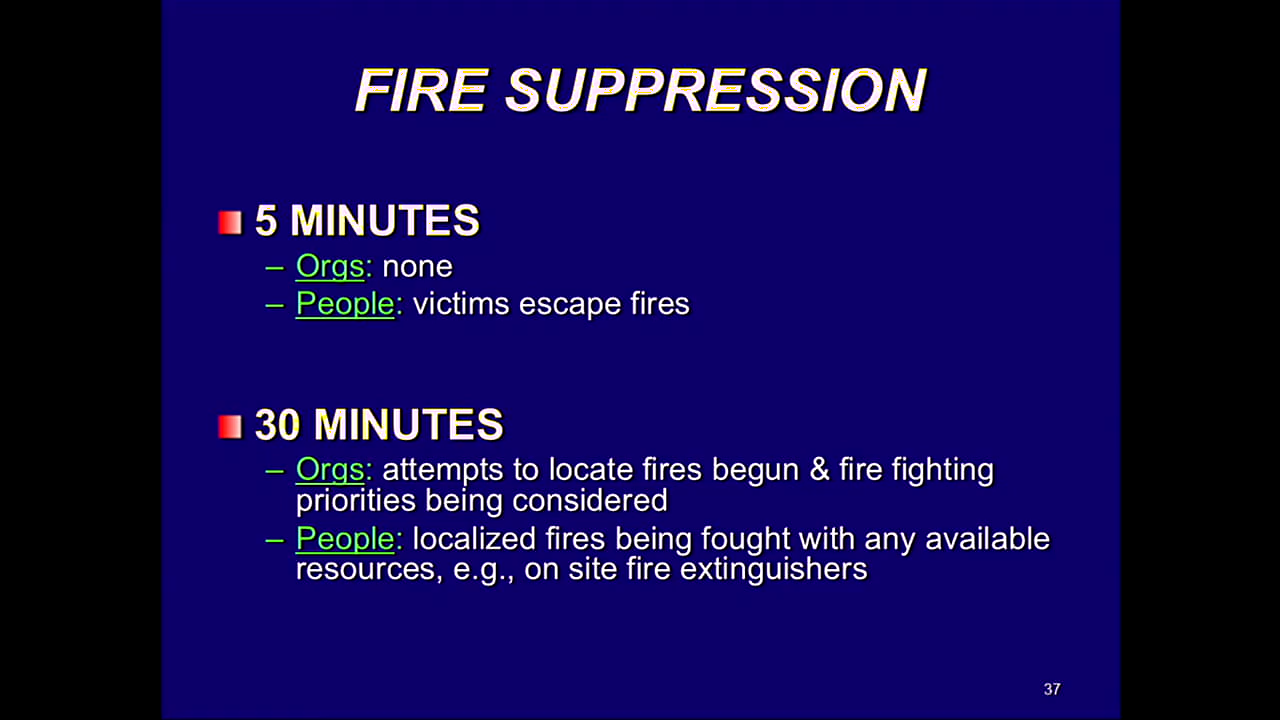 FIRE SUPPRESSION
5 MINUTES
– Orgs: none
– People: victims escape fires
30 MINUTES
– Orgs: attempts to locate fires begun & fire fighting
priorities being considered
– People: localized fires being fought with any available
resources, e.g., on site fire extinguishers
37